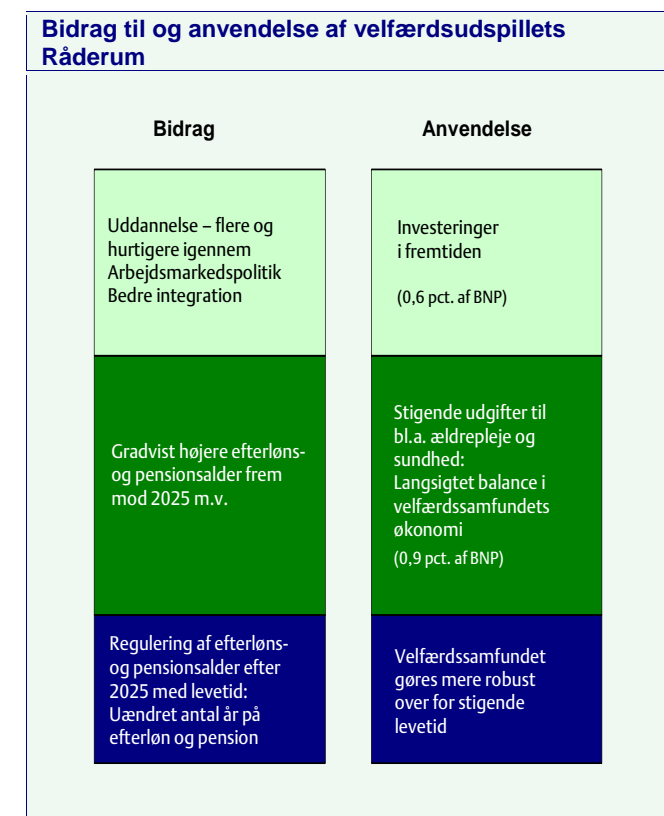 Bidrag til og anvendelse af velfærdsudspillets
Råderum
Bidrag
Anvendelse
Uddannelse – flere og
hurtigere igennem
Arbejdsmarkedspolitik
Bedre integration
Investeringer
i fremtiden
(0,6 pct. af BNP)
Gradvist højere efterløns-
og pensionsalder frem
mod 2025 m.v.
Stigende udgifter til
bl.a. ældrepleje og
sundhed:
Langsigtet balance i
velfærdssamfundets
økonomi
(0,9 pct. af BNP)
Regulering af efterløns-
og pensionsalder efter
2025 med levetid:
Uændret antal år på
efterløn og pension
Velfærdssamfundet
gøres mere robust
over for stigende
levetid